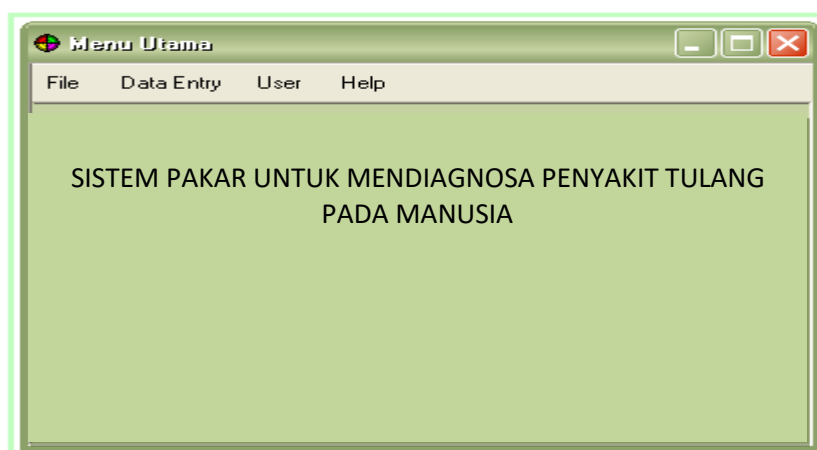 Menu Utama
File Data Entry User Help
SISTEM PAKAR UNTUK MENDIAGNOSA PENYAKIT TULANG
PADA MANUSIA